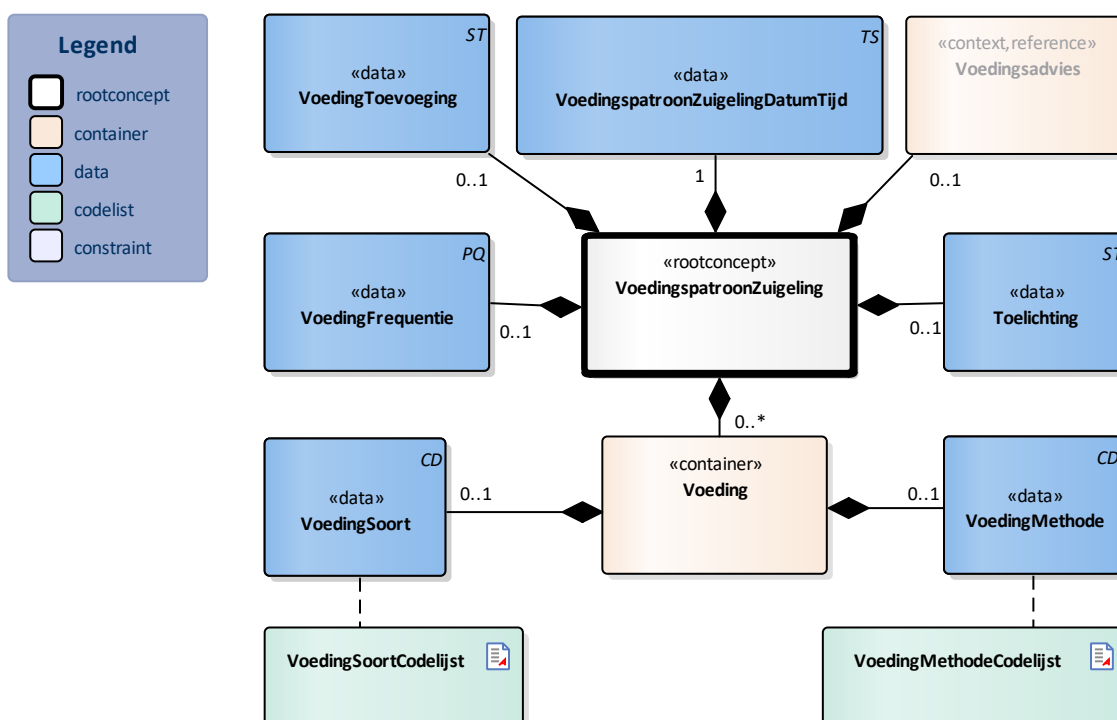 Legend
rootconcept
container
data
codelist
constraint
ST
«data»
VoedingToevoeging
TS
«data»
VoedingspatroonZuigelingDatumTijd
«context,reference»
Voedingsadvies
0..1
1
0..1
PQ
«data»
VoedingFrequentie
0..1
«rootconcept»
VoedingspatroonZuigeling
ST
«data»
Toelichting
0..1
0..*
CD
«data»
VoedingSoort
0..1
«container»
Voeding
0..1
CD
«data»
VoedingMethode
VoedingSoortCodelijst
VoedingMethodeCodelijst